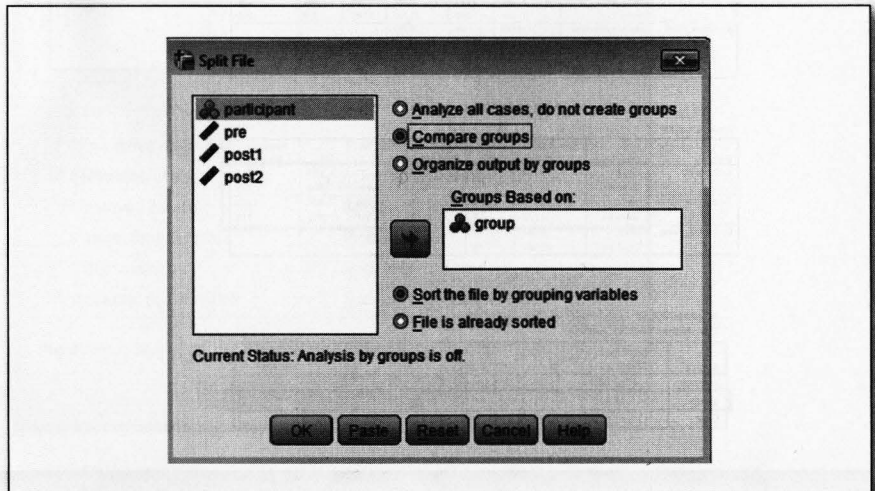 Split File
participant
pre
post1
post2
Analyze all cases, do not create groups
Compare groups
Organize output by groups
Groups Based on:
group
Sort the file by grouping variables
File is already sorted
Current Status: Analysis by groups is off.
OK Paste Reset Cancel Help